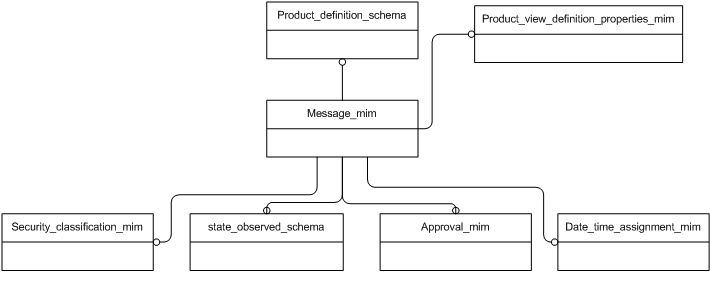 Product_definition_schema
Product_view_definition_properties_mim
Message_mim
Security_classification_mim
state_observed_schema
Approval_mim
Date_time_assignment_mim